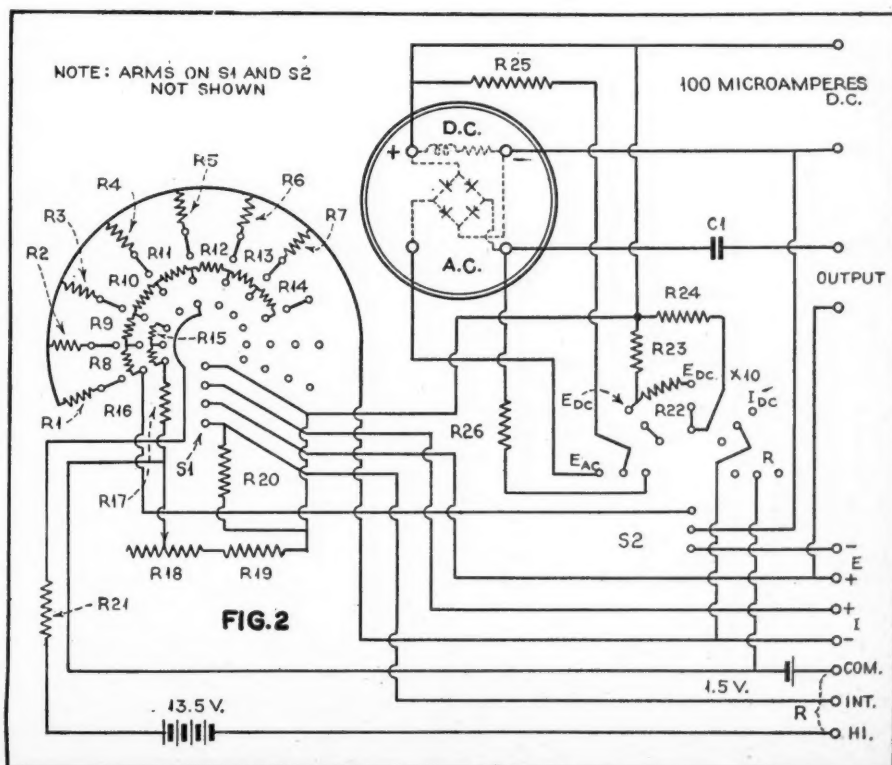 NOTE: ARMS ON S1 AND S2
NOT SHOWN
R25
100 MICROAMPERES
D.C.
D.C.
+
−
A.C.
C1
OUTPUT
R1
R2
R3
R4
R5
R6
R7
R8
R9
R10
R11
R12
R13
R14
R15
R16
R17
S1
R20
R18
R19
R21
FIG.2
R24
R23
EDC
EDC
X10
IDC
R22
R26
EAC
R
S2
−
E
+
+
I
−
COM.
1.5 V.
R
INT.
13.5 V.
HI.